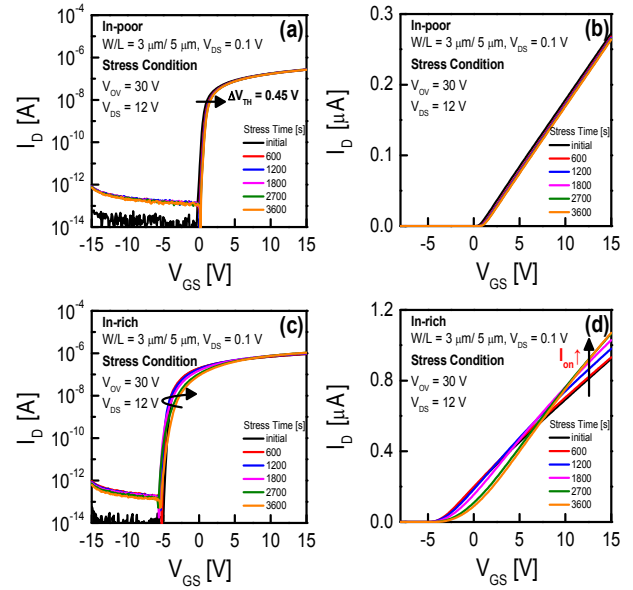 In-poor
(a)
W/L = 3 μm/ 5 μm, V_DS = 0.1 V
Stress Condition
V_OV = 30 V
V_DS = 12 V
ΔV_TH = 0.45 V
Stress Time [s]
initial
600
1200
1800
2700
3600
10^-4
10^-6
10^-8
10^-10
10^-12
10^-14
I_D [A]
-15 -10 -5 0 5 10 15
V_GS [V]
In-poor
(b)
W/L = 3 μm/ 5 μm, V_DS = 0.1 V
Stress Condition
V_OV = 30 V
V_DS = 12 V
Stress Time [s]
initial
600
1200
1800
2700
3600
0.3
0.2
0.1
0.0
I_D [μA]
-5 0 5 10 15
V_GS [V]
In-rich
(c)
W/L = 3 μm/ 5 μm, V_DS = 0.1 V
Stress Condition
V_OV = 30 V
V_DS = 12 V
Stress Time [s]
initial
600
1200
1800
2700
3600
10^-4
10^-6
10^-8
10^-10
10^-12
10^-14
I_D [A]
-15 -10 -5 0 5 10 15
V_GS [V]
In-rich
(d)
W/L = 3 μm/ 5 μm, V_DS = 0.1 V
Stress Condition
V_OV = 30 V
V_DS = 12 V
I_on ↑
Stress Time [s]
initial
600
1200
1800
2700
3600
1.2
0.8
0.4
0.0
I_D [μA]
-5 0 5 10 15
V_GS [V]